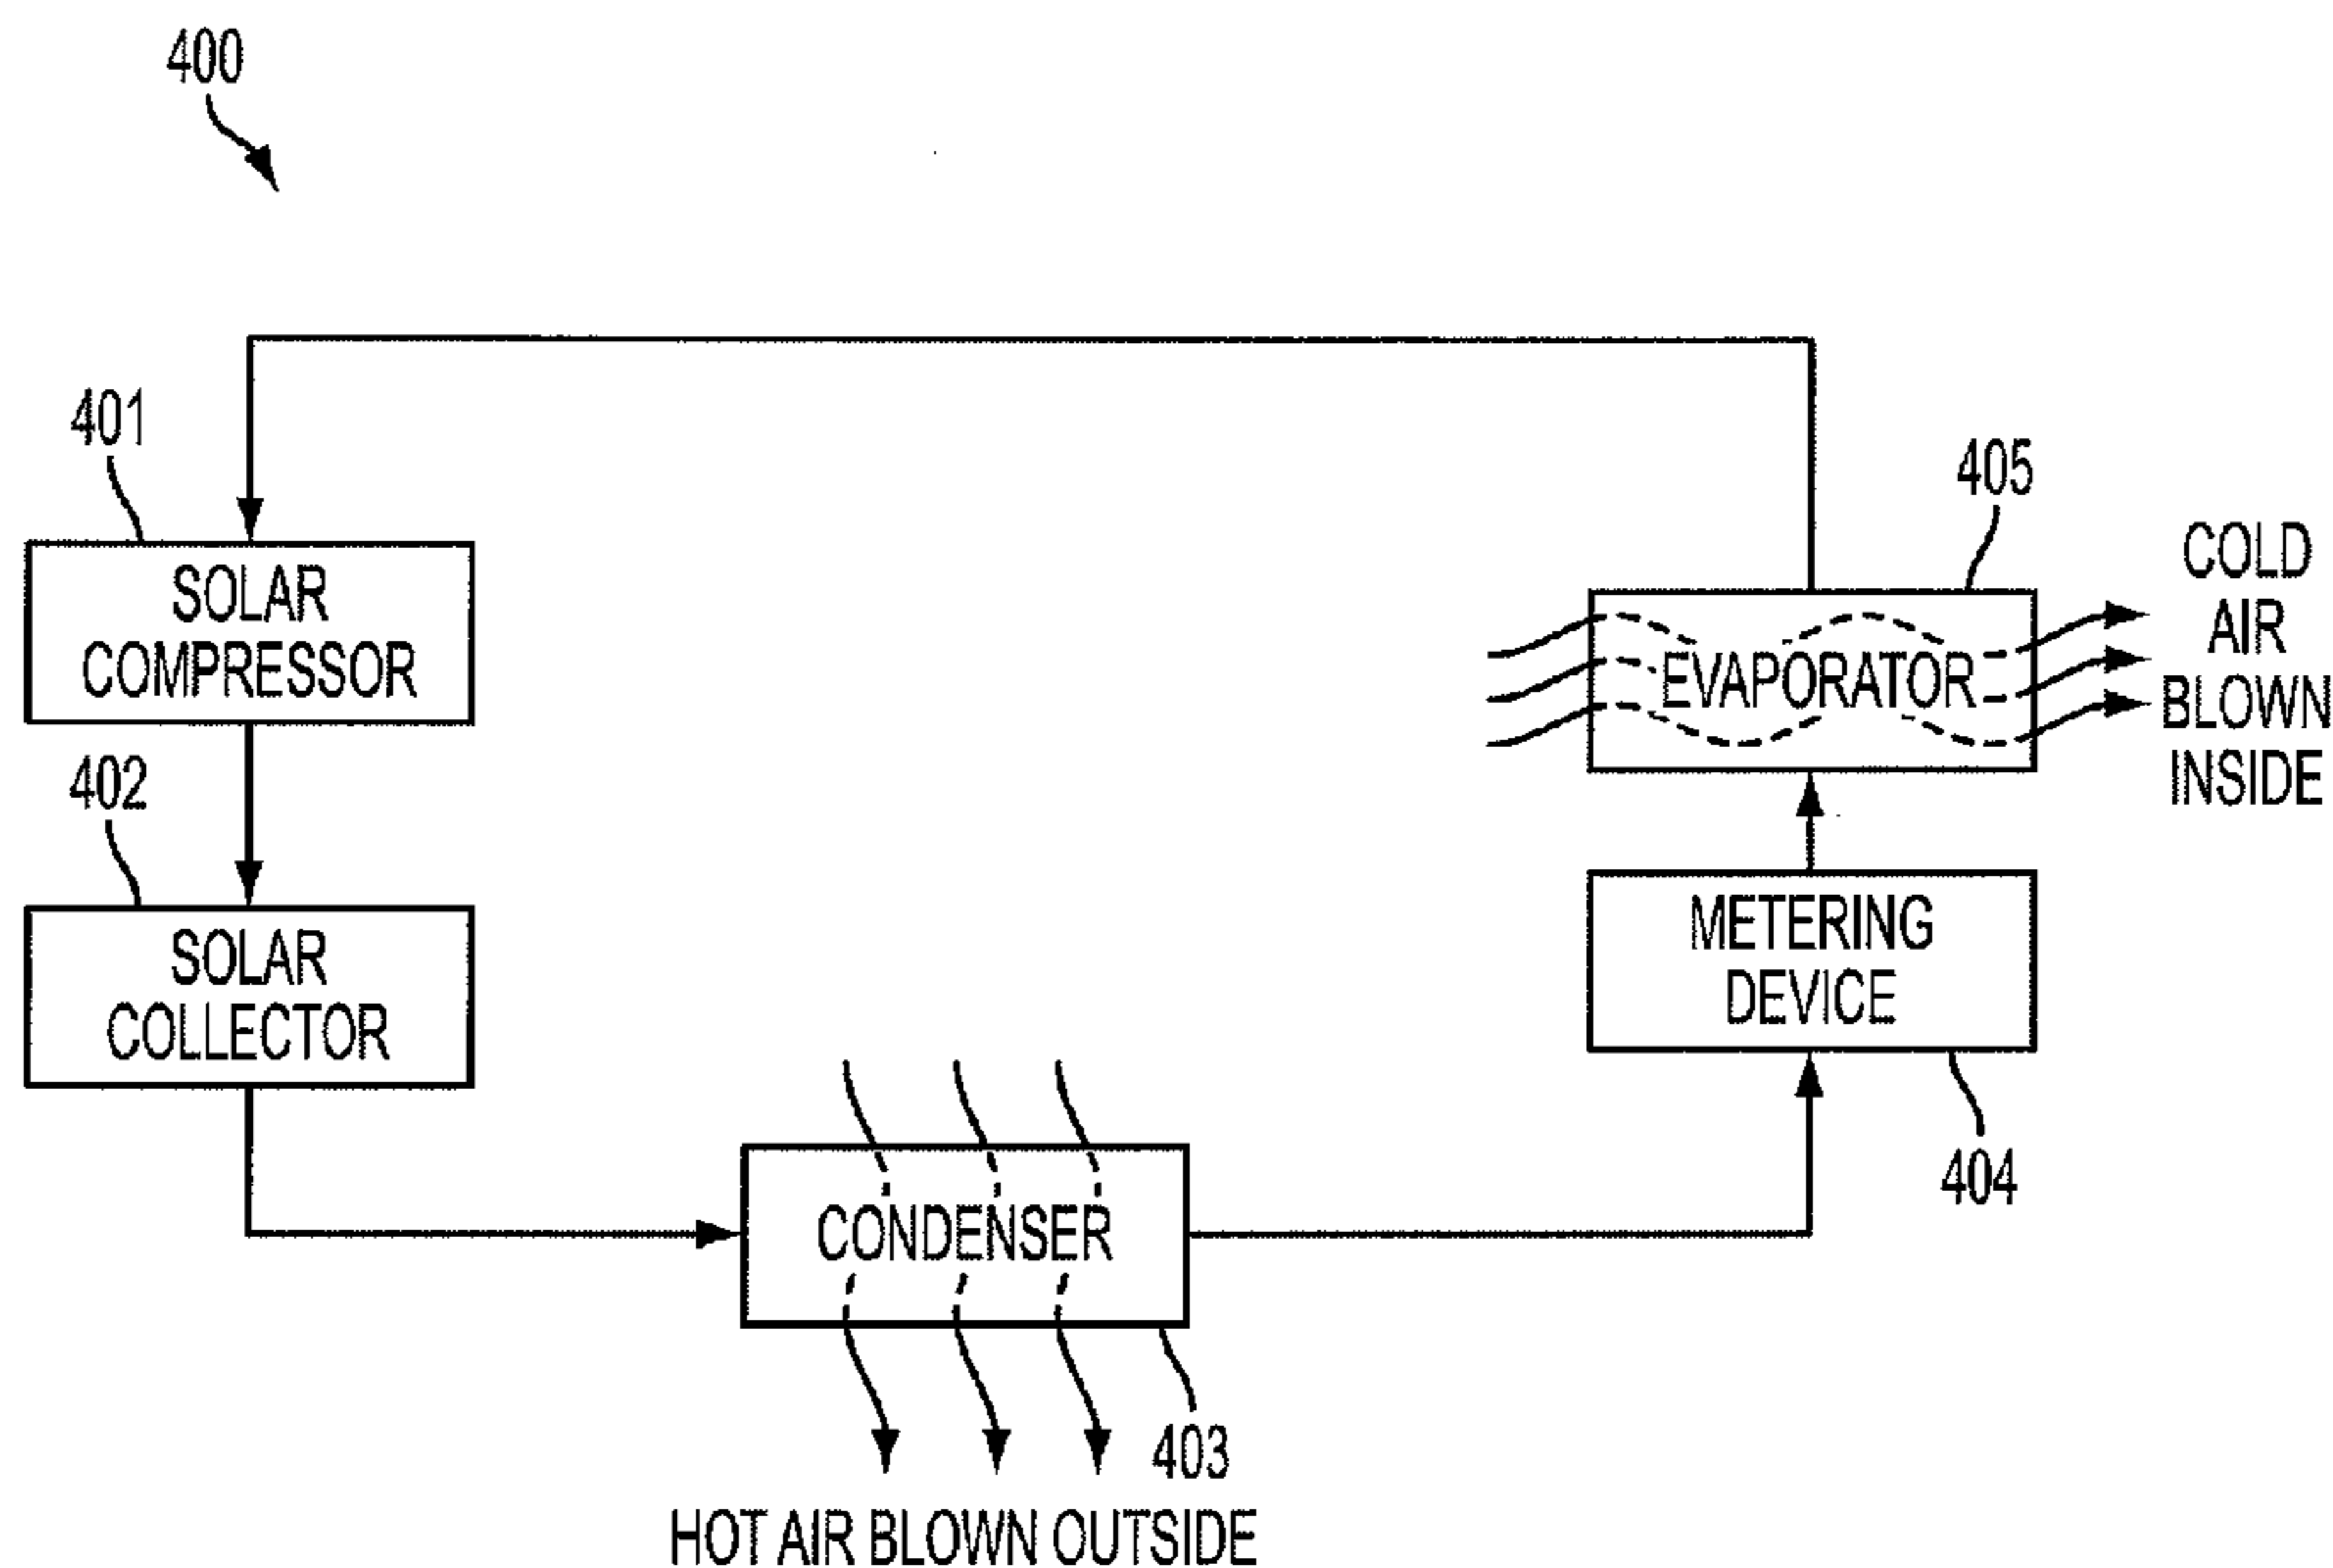 400
401
SOLAR
COMPRESSOR
402
SOLAR
COLLECTOR
CONDENSER
403
HOT AIR BLOWN OUTSIDE
405
EVAPORATOR
COLD
AIR
BLOWN
INSIDE
METERING
DEVICE
404